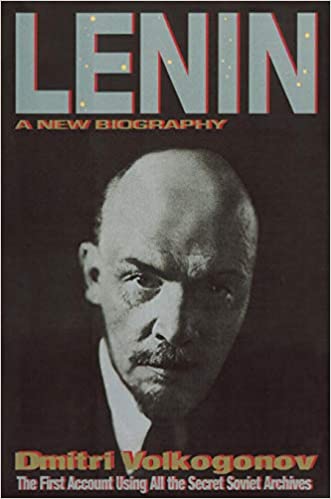 LENIN
A NEW BIOGRAPHY
Dmitri Volkogonov
The First Account Using All the Secret Soviet Archives